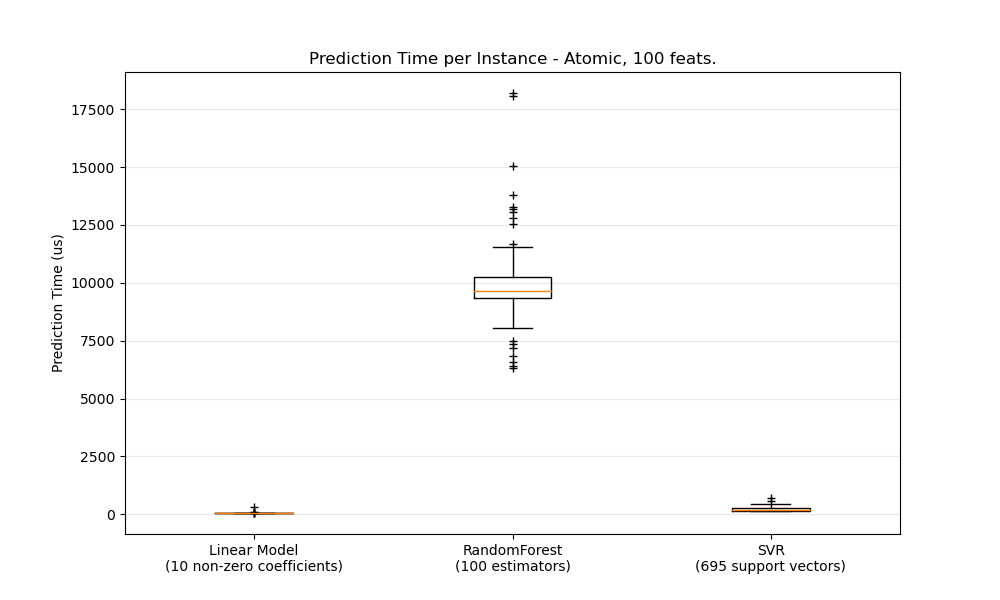 Prediction Time per Instance - Atomic, 100 feats.
Prediction Time (us)
17500
15000
12500
10000
7500
5000
2500
0
Linear Model
(10 non-zero coefficients)
RandomForest
(100 estimators)
SVR
(695 support vectors)